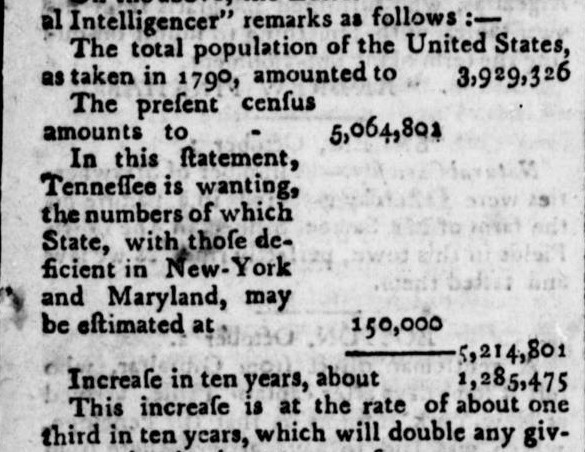 al Intelligencer" remarks as follows :—
The total population of the United States,
as taken in 1790, amounted to 3,929,326
The preſent cenſus
amounts to - 5,064,801
In this ſtatement,
Tenneſſee is wanting,
the numbers of which
State, with thoſe de-
ficient in New-York
and Maryland, may
be eſtimated at 150,000
5,214,801
Increaſe in ten years, about 1,285,475
This increaſe is at the rate of about one
third in ten years, which will double any giv-